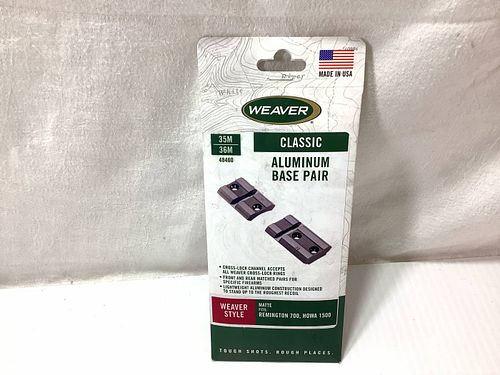 MADE IN USA
WEAVER
35M
36M
48460
CLASSIC
ALUMINUM
BASE PAIR
• CROSS-LOCK CHANNEL ACCEPTS
ALL WEAVER CROSS-LOCK RINGS
• FRONT AND REAR MATCHED PAIRS FOR
SPECIFIC FIREARMS
• LIGHTWEIGHT ALUMINUM CONSTRUCTION DESIGNED
TO STAND UP TO THE ROUGHEST RECOIL
WEAVER
STYLE
MATTE
FITS
REMINGTON 700, HOWA 1500
TOUGH SHOTS. ROUGH PLACES.